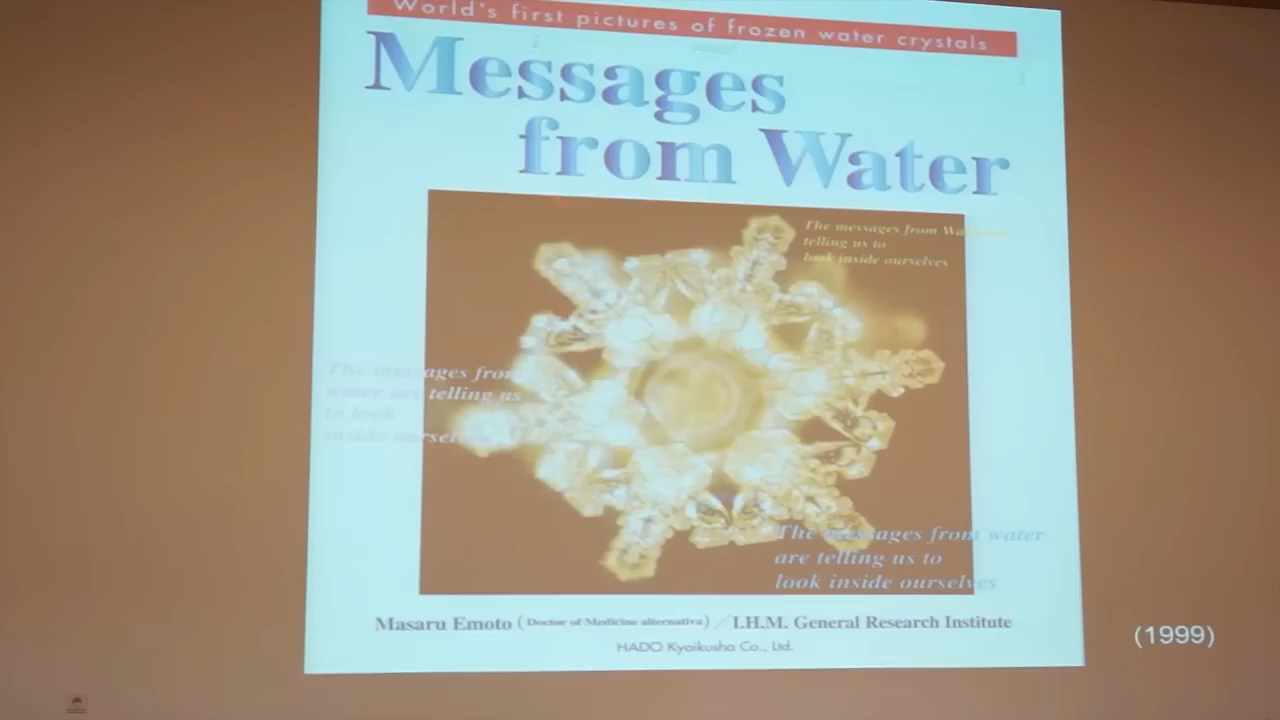 World's first pictures of frozen water crystals
Messages
from Water
The messages from Wa
telling us to
look inside ourselves
The messages from
water are telling us
to look
inside oursel
The messages from water
are telling us to
look inside ourselves
Masaru Emoto (Doctor of Medicine alternativa) / I.H.M. General Research Institute
HADO Kyoikusha Co., Ltd.
(1999)